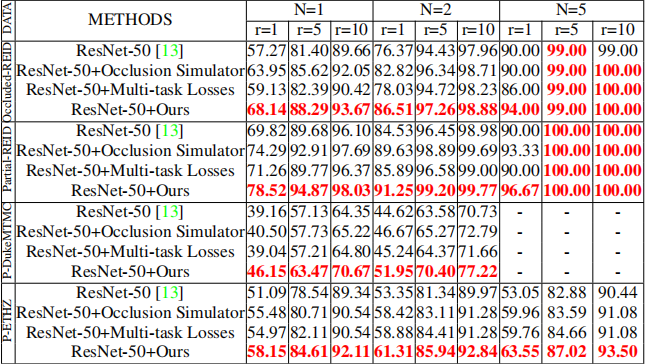 DATA METHODS N=1 N=2 N=5
r=1 r=5 r=10 r=1 r=5 r=10 r=1 r=5 r=10
Occluded-REID
ResNet-50 [13] 57.27 81.40 89.66 76.37 94.43 97.96 90.00 99.00 99.00
ResNet-50+Occlusion Simulator 63.95 85.62 92.05 82.82 96.34 98.71 90.00 99.00 100.00
ResNet-50+Multi-task Losses 59.13 82.39 90.42 78.03 94.72 98.23 86.00 99.00 100.00
ResNet-50+Ours 68.14 88.29 93.67 86.51 97.26 98.88 94.00 99.00 100.00
Partial-REID
ResNet-50 [13] 69.82 89.68 96.10 84.53 96.45 98.98 90.00 100.00 100.00
ResNet-50+Occlusion Simulator 74.29 92.91 97.69 89.63 98.89 99.69 93.33 100.00 100.00
ResNet-50+Multi-task Losses 71.26 89.77 96.37 85.89 96.58 99.00 90.00 100.00 100.00
ResNet-50+Ours 78.52 94.87 98.03 91.25 99.20 99.77 96.67 100.00 100.00
P-DukeMTMC
ResNet-50 [13] 39.16 57.13 64.35 44.62 63.58 70.73 - - -
ResNet-50+Occlusion Simulator 40.50 57.73 65.22 46.67 65.27 72.79 - - -
ResNet-50+Multi-task Losses 39.04 57.21 64.80 45.24 64.37 71.66 - - -
ResNet-50+Ours 46.15 63.47 70.67 51.95 70.40 77.22 - - -
P-ETHZ
ResNet-50 [13] 51.09 78.54 89.34 53.35 81.34 89.97 53.05 82.88 90.44
ResNet-50+Occlusion Simulator 55.48 80.71 90.54 58.42 83.11 91.28 59.96 83.59 91.08
ResNet-50+Multi-task Losses 54.97 82.11 90.54 58.88 84.41 91.28 59.76 84.66 91.08
ResNet-50+Ours 58.15 84.61 92.11 61.31 85.94 92.84 63.55 87.02 93.50